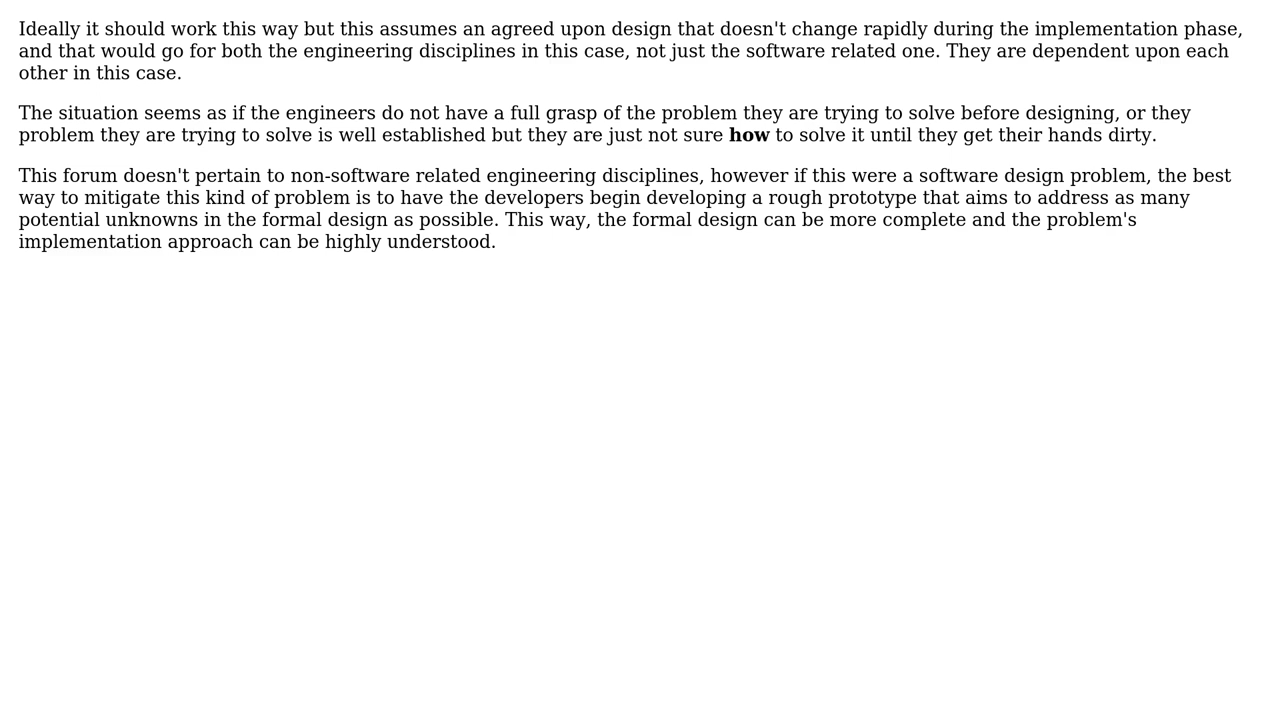 Ideally it should work this way but this assumes an agreed upon design that doesn't change rapidly during the implementation phase,
and that would go for both the engineering disciplines in this case, not just the software related one. They are dependent upon each
other in this case.
The situation seems as if the engineers do not have a full grasp of the problem they are trying to solve before designing, or they
problem they are trying to solve is well established but they are just not sure how to solve it until they get their hands dirty.
This forum doesn't pertain to non-software related engineering disciplines, however if this were a software design problem, the best
way to mitigate this kind of problem is to have the developers begin developing a rough prototype that aims to address as many
potential unknowns in the formal design as possible. This way, the formal design can be more complete and the problem's
implementation approach can be highly understood.